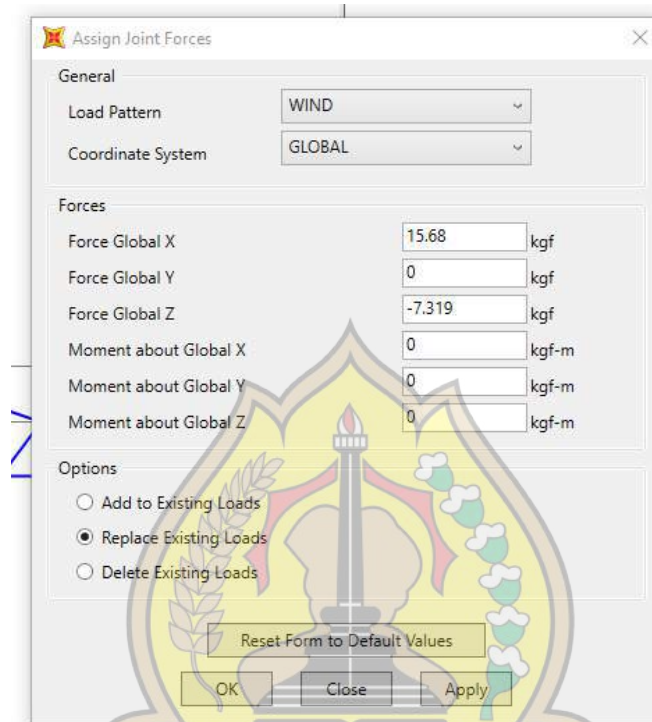 Assign Joint Forces
General
Load Pattern WIND
Coordinate System GLOBAL
Forces
Force Global X 15.68 kgf
Force Global Y 0 kgf
Force Global Z -7.319 kgf
Moment about Global X 0 kgf-m
Moment about Global Y 0 kgf-m
Moment about Global Z 0 kgf-m
Options
Add to Existing Loads
Replace Existing Loads
Delete Existing Loads
Reset Form to Default Values
OK Close Apply